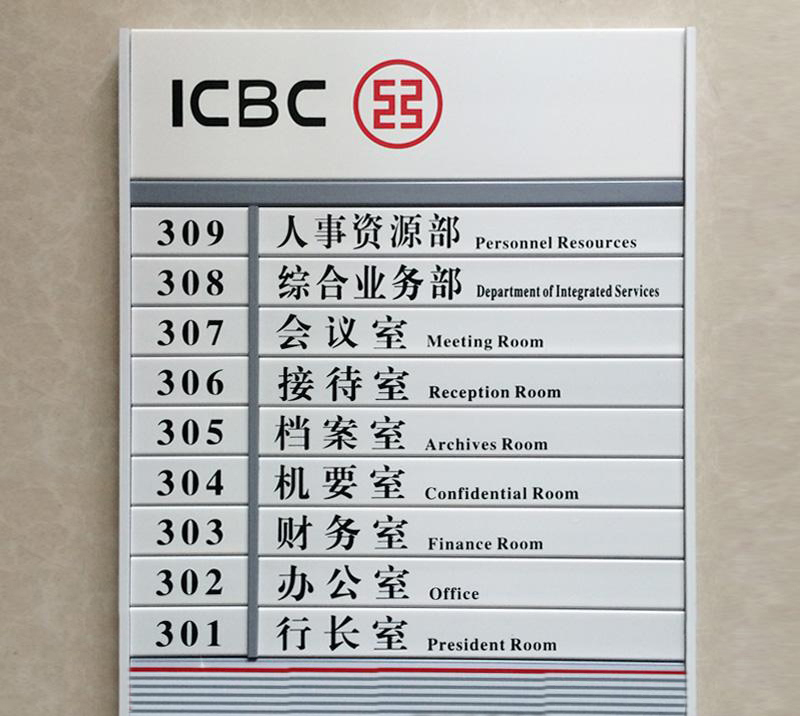 ICBC
309 人事资源部 Personnel Resources
308 综合业务部 Department of Integrated Services
307 会议室 Meeting Room
306 接待室 Reception Room
305 档案室 Archives Room
304 机要室 Confidential Room
303 财务室 Finance Room
302 办公室 Office
301 行长室 President Room